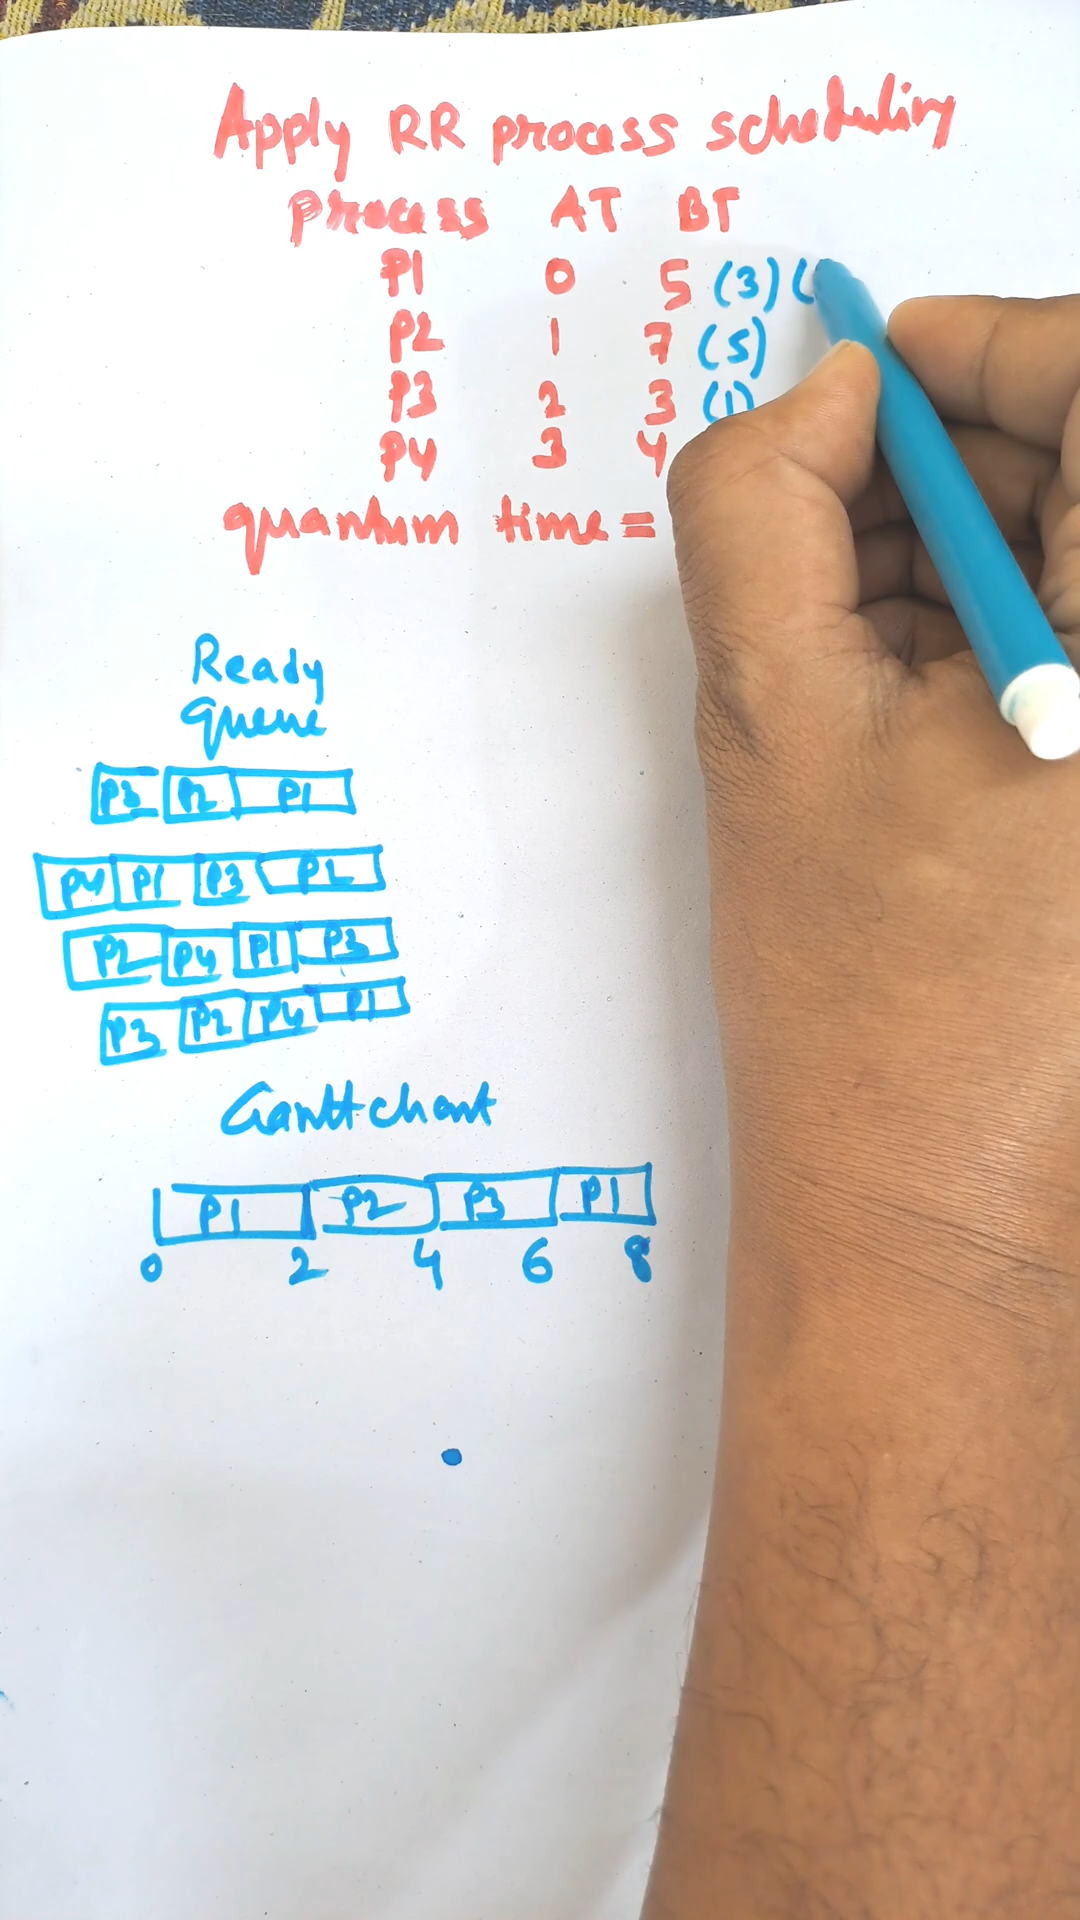 Apply RR process scheduling
process AT BT
P1 0 5 (3) (
P2 1 7 (5)
P3 2 3 (1)
P4 3 4
quantum time =
Ready
queue
P3 P2 P1
P4 P1 P3 P2
P2 P4 P1 P3
P3 P2 P4 P1
Gantt chart
P1 P2 P3 P1
0 2 4 6 8